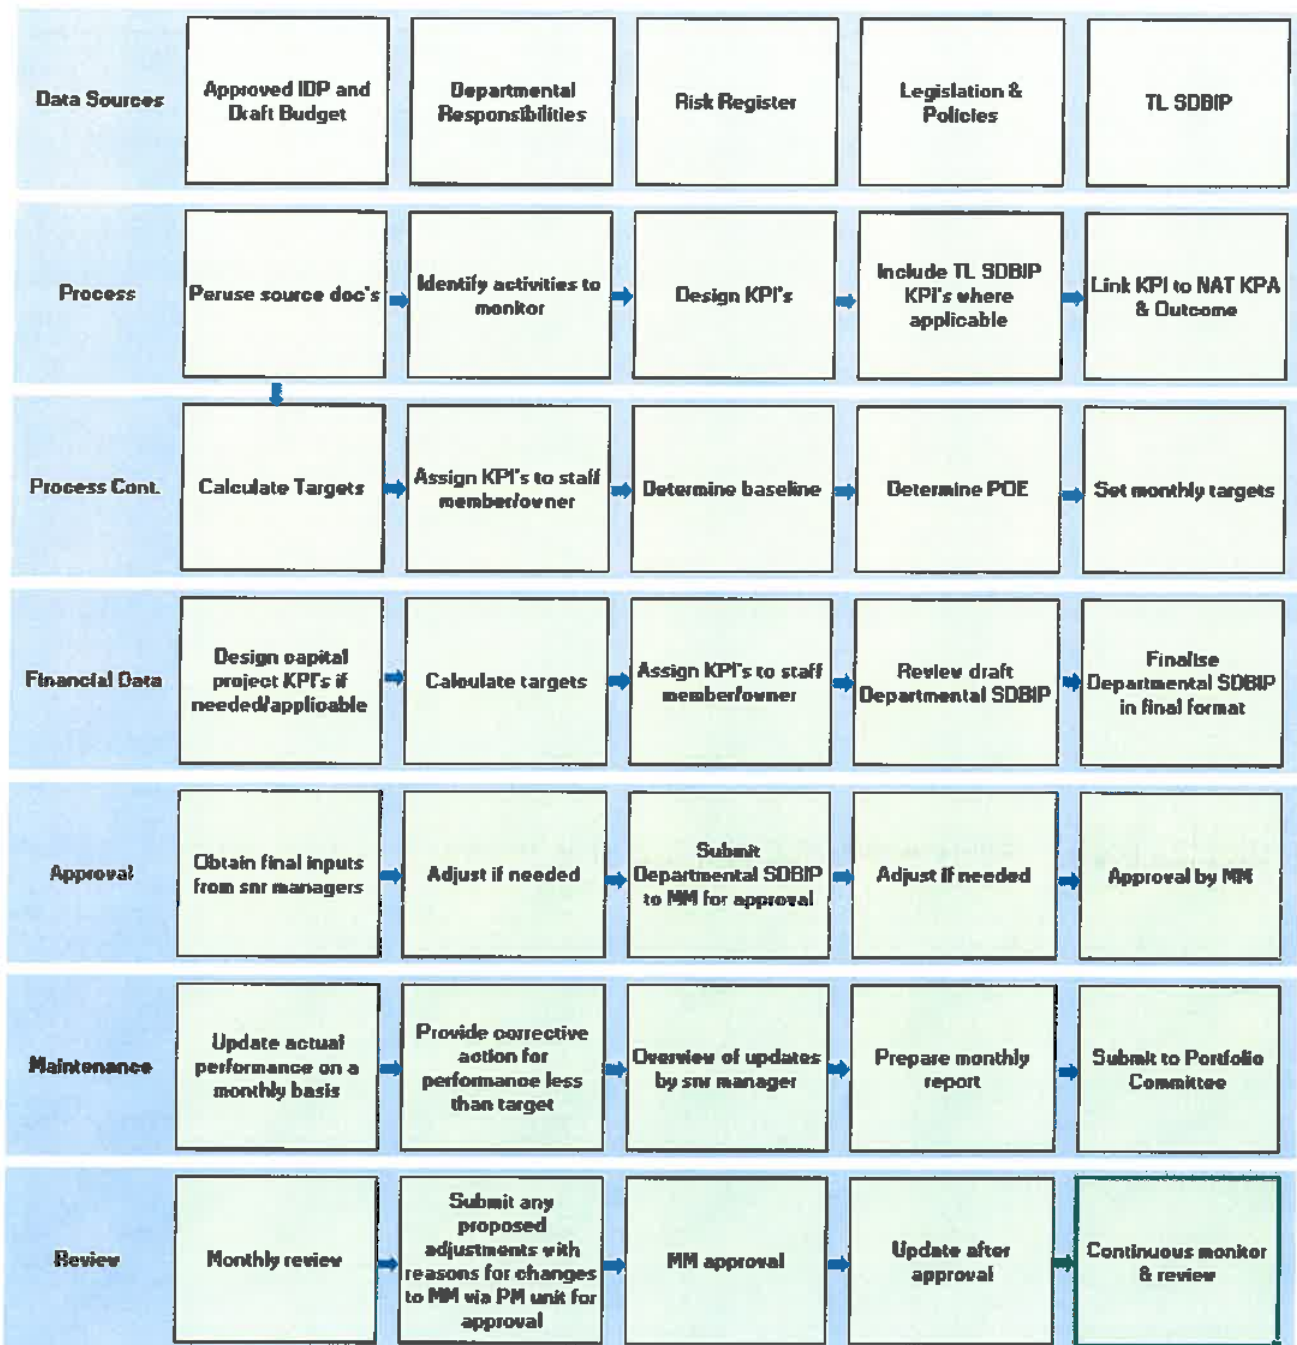 Data Sources
Approved IDP and
Draft Budget
Departmental
Responsibilities
Risk Register
Legislation &
Policies
TL SDBIP
Process
Peruse source doc's
Identify activities to
monitor
Design KPI's
Include TL SDBIP
KPI's where
applicable
Link KPI to NAT KPA
& Outcome
Process Cont.
Calculate Targets
Assign KPI's to staff
member/owner
Determine baseline
Determine POE
Set monthly targets
Financial Data
Design capital
project KPI's if
needed/applicable
Calculate targets
Assign KPI's to staff
member/owner
Review draft
Departmental SDBIP
Finalise
Departmental SDBIP
in final format
Approval
Obtain final inputs
from snr managers
Adjust if needed
Submit
Departmental SDBIP
to MM for approval
Adjust if needed
Approval by MM
Maintenance
Update actual
performance on a
monthly basis
Provide corrective
action for
performance less
than target
Overview of updates
by snr manager
Prepare monthly
report
Submit to Portfolio
Committee
Review
Monthly review
Submit any
proposed
adjustments with
reasons for changes
to MM via PM unit for
approval
MM approval
Update after
approval
Continuous monitor
& review